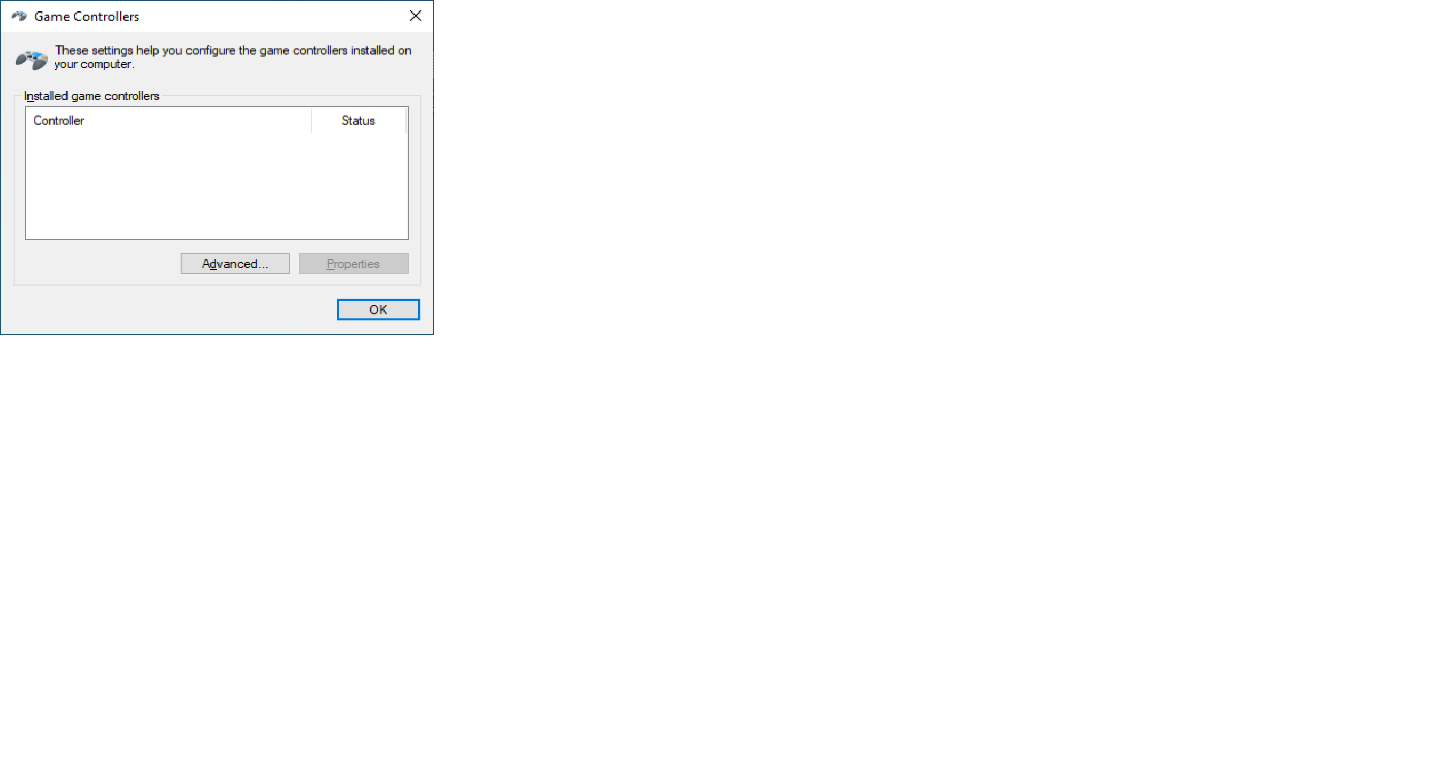 Game Controllers
These settings help you configure the game controllers installed on
your computer.
Installed game controllers
Controller Status
Advanced... Properties
OK